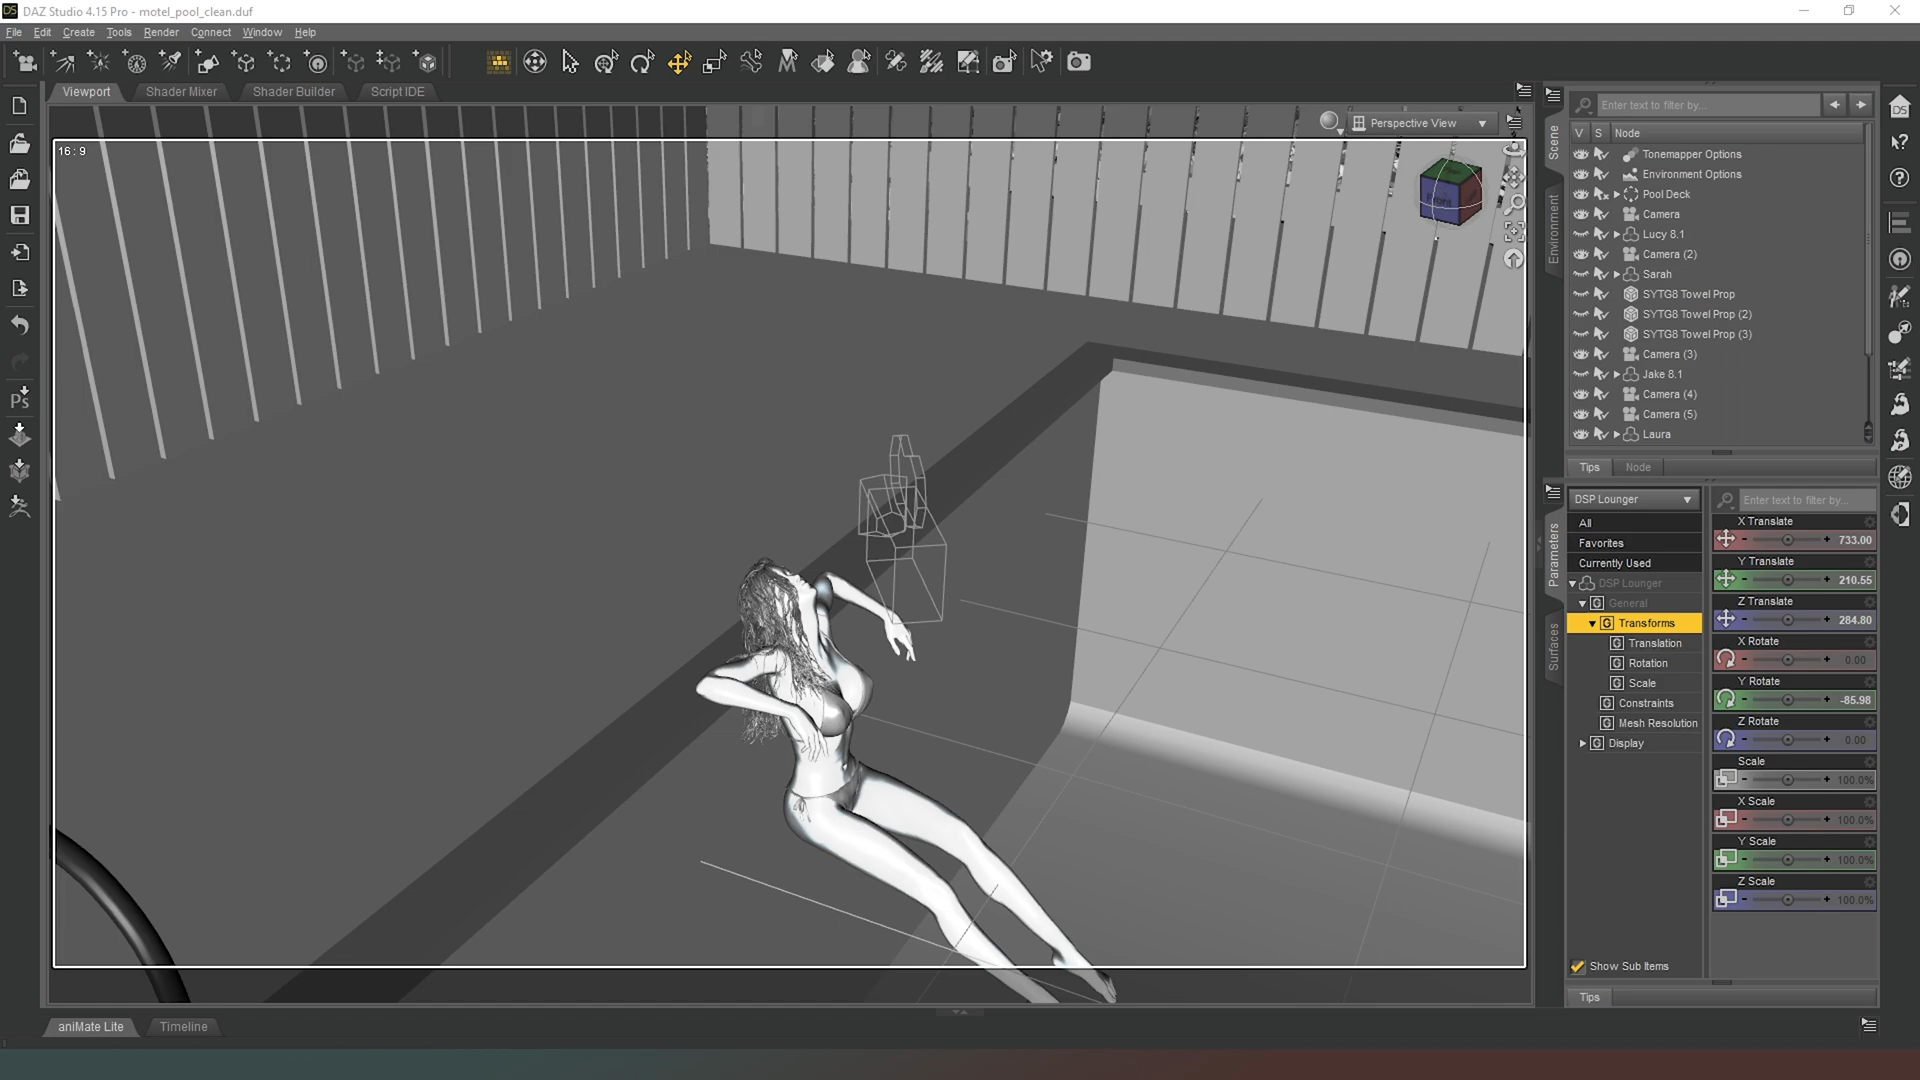 DAZ Studio 4.15 Pro - motel_pool_clean.duf
File Edit Create Tools Render Connect Window Help
Viewport Shader Mixer Shader Builder Script IDE
16 : 9
Perspective View
Enter text to filter by...
V S Node
Tonemapper Options
Environment Options
Pool Deck
Camera
Lucy 8.1
Camera (2)
Sarah
SYTG8 Towel Prop
SYTG8 Towel Prop (2)
SYTG8 Towel Prop (3)
Camera (3)
Jake 8.1
Camera (4)
Camera (5)
Laura
Scene
Environment
Tips Node
DSP Lounger
Enter text to filter by...
All
Favorites
Currently Used
DSP Lounger
General
Transforms
Translation
Rotation
Scale
Constraints
Mesh Resolution
Display
Parameters
Surfaces
X Translate
733.00
Y Translate
210.55
Z Translate
284.80
X Rotate
0.00
Y Rotate
-85.98
Z Rotate
0.00
Scale
100.0%
X Scale
100.0%
Y Scale
100.0%
Z Scale
100.0%
Show Sub Items
Tips
aniMate Lite Timeline
Ps
DS